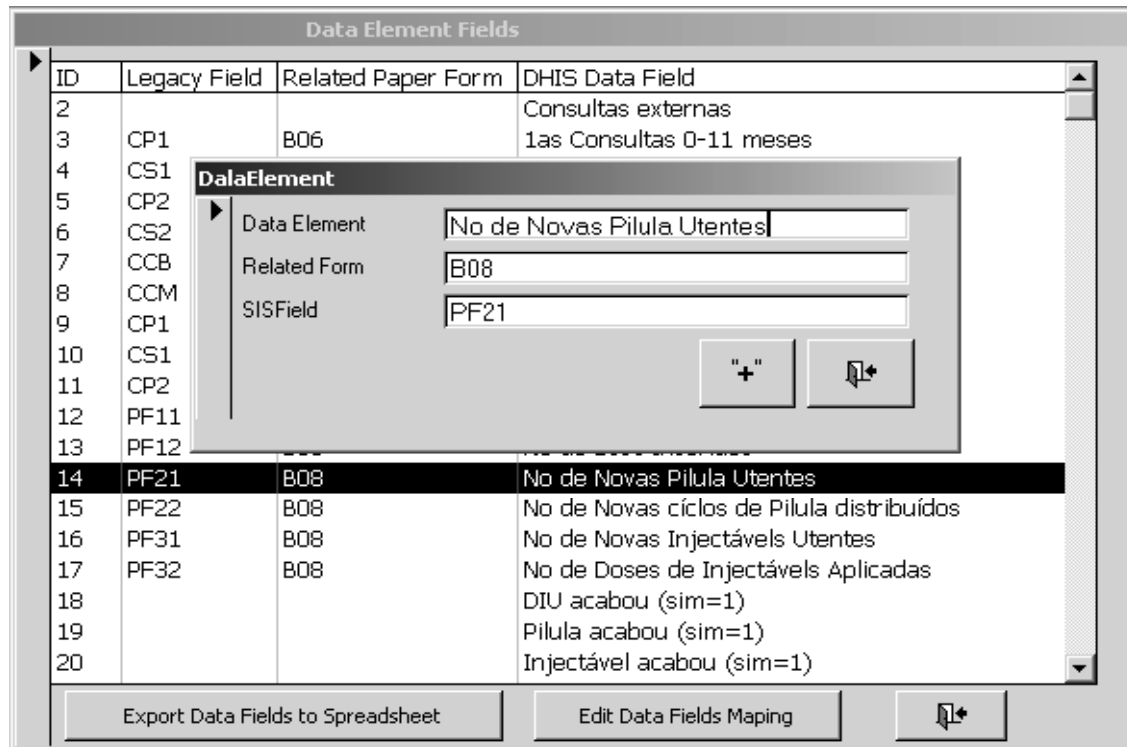 Data Element Fields
ID Legacy Field Related Paper Form DHIS Data Field
2 Consultas externas
3 CP1 B06 1as Consultas 0-11 meses
4 CS1
5 CP2
6 CS2
7 CCB
8 CCM
9 CP1
10 CS1
11 CP2
12 PF11
13 PF12
DalaElement
Data Element No de Novas Pilula Utentes
Related Form B08
SISField PF21
"+"
14 PF21 B08 No de Novas Pilula Utentes
15 PF22 B08 No de Novas cíclos de Pilula distribuídos
16 PF31 B08 No de Novas Injectávels Utentes
17 PF32 B08 No de Doses de Injectávels Aplicadas
18 DIU acabou (sim=1)
19 Pilula acabou (sim=1)
20 Injectável acabou (sim=1)
Export Data Fields to Spreadsheet Edit Data Fields Maping